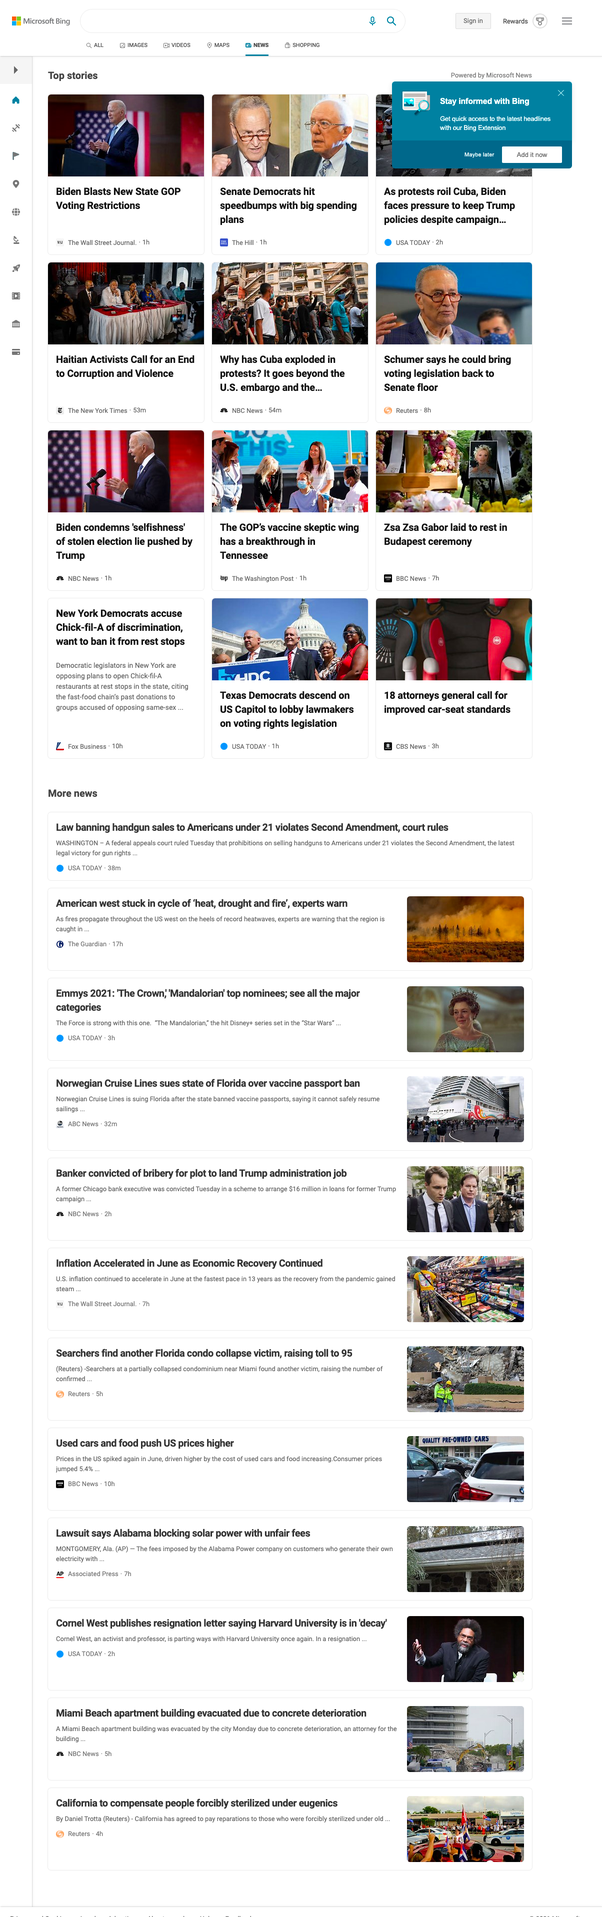 Microsoft Bing
Sign in
Rewards
ALL
IMAGES
VIDEOS
MAPS
NEWS
SHOPPING
Top stories
Powered by Microsoft News
Stay informed with Bing
Get quick access to the latest headlines
with our Bing Extension
Maybe later
Add it now
Biden Blasts New State GOP
Voting Restrictions
The Wall Street Journal. · 1h
Senate Democrats hit
speedbumps with big spending
plans
The Hill · 1h
As protests roil Cuba, Biden
faces pressure to keep Trump
policies despite campaign...
USA TODAY · 2h
Haitian Activists Call for an End
to Corruption and Violence
The New York Times · 53m
Why has Cuba exploded in
protests? It goes beyond the
U.S. embargo and the...
NBC News · 54m
Schumer says he could bring
voting legislation back to
Senate floor
Reuters · 8h
Biden condemns 'selfishness'
of stolen election lie pushed by
Trump
NBC News · 1h
DO
THIS
The GOP's vaccine skeptic wing
has a breakthrough in
Tennessee
wp The Washington Post · 1h
Zsa Zsa Gabor laid to rest in
Budapest ceremony
BBC News · 7h
New York Democrats accuse
Chick-fil-A of discrimination,
want to ban it from rest stops
Democratic legislators in New York are
opposing plans to open Chick-fil-A
restaurants at rest stops in the state, citing
the fast-food chain's past donations to
groups accused of opposing same-sex ...
Fox Business · 10h
TXHDC
Texas Democrats descend on
US Capitol to lobby lawmakers
on voting rights legislation
USA TODAY · 1h
18 attorneys general call for
improved car-seat standards
CBS News · 3h
More news
Law banning handgun sales to Americans under 21 violates Second Amendment, court rules
WASHINGTON – A federal appeals court ruled Tuesday that prohibitions on selling handguns to Americans under 21 violates the Second Amendment, the latest
legal victory for gun rights ...
USA TODAY · 38m
American west stuck in cycle of 'heat, drought and fire', experts warn
As fires propagate throughout the US west on the heels of record heatwaves, experts are warning that the region is
caught in ...
The Guardian · 17h
Emmys 2021: 'The Crown,' 'Mandalorian' top nominees; see all the major
categories
The Force is strong with this one. "The Mandalorian," the hit Disney+ series set in the "Star Wars" ...
USA TODAY · 3h
Norwegian Cruise Lines sues state of Florida over vaccine passport ban
Norwegian Cruise Lines is suing Florida after the state banned vaccine passports, saying it cannot safely resume
sailings ...
ABC News · 32m
Banker convicted of bribery for plot to land Trump administration job
A former Chicago bank executive was convicted Tuesday in a scheme to arrange $16 million in loans for former Trump
campaign ...
NBC News · 2h
Inflation Accelerated in June as Economic Recovery Continued
U.S. inflation continued to accelerate in June at the fastest pace in 13 years as the recovery from the pandemic gained
steam ...
The Wall Street Journal. · 7h
Searchers find another Florida condo collapse victim, raising toll to 95
(Reuters) -Searchers at a partially collapsed condominium near Miami found another victim, raising the number of
confirmed ...
Reuters · 5h
Used cars and food push US prices higher
Prices in the US spiked again in June, driven higher by the cost of used cars and food increasing.Consumer prices
jumped 5.4% ...
BBC News · 10h
QUALITY PRE-OWNED CARS
Lawsuit says Alabama blocking solar power with unfair fees
MONTGOMERY, Ala. (AP) — The fees imposed by the Alabama Power company on customers who generate their own
electricity with ...
AP Associated Press · 7h
Cornel West publishes resignation letter saying Harvard University is in 'decay'
Cornel West, an activist and professor, is parting ways with Harvard University once again. In a resignation ...
USA TODAY · 2h
Miami Beach apartment building evacuated due to concrete deterioration
A Miami Beach apartment building was evacuated by the city Monday due to concrete deterioration, an attorney for the
building ...
NBC News · 5h
California to compensate people forcibly sterilized under eugenics
By Daniel Trotta (Reuters) - California has agreed to pay reparations to those who were forcibly sterilized under old ...
Reuters · 4h